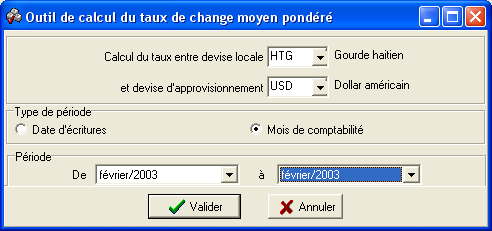 Outil de calcul du taux de change moyen pondéré
Calcul du taux entre devise locale HTG Gourde haitien
et devise d'approvisionnement USD Dollar américain
Type de période
Date d'écritures Mois de comptabilité
Période
De février/2003 à février/2003
Valider Annuler